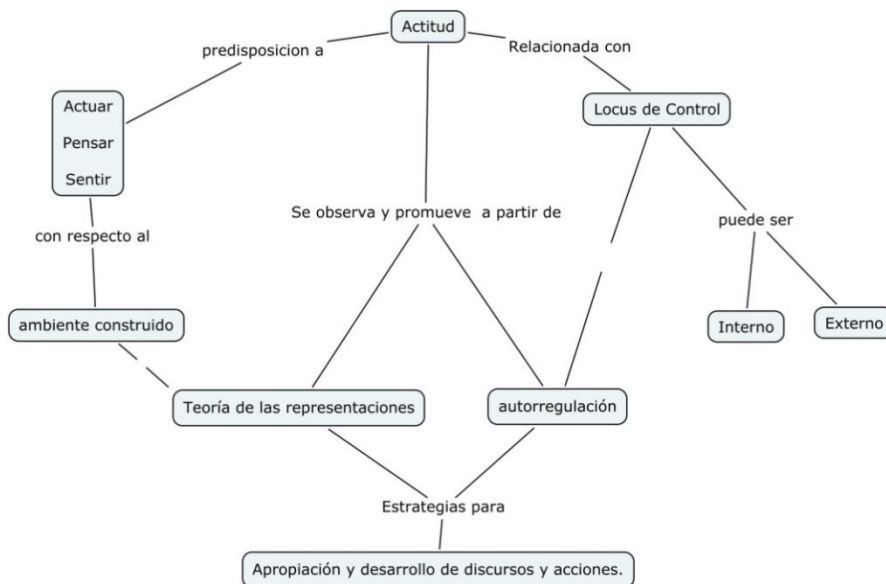 Actitud
predisposicion a
Relacionada con
Actuar
Pensar
Sentir
Locus de Control
Se observa y promueve a partir de
puede ser
con respecto al
ambiente construido
Interno
Externo
Teoría de las representaciones
autorregulación
Estrategias para
Apropiación y desarrollo de discursos y acciones.